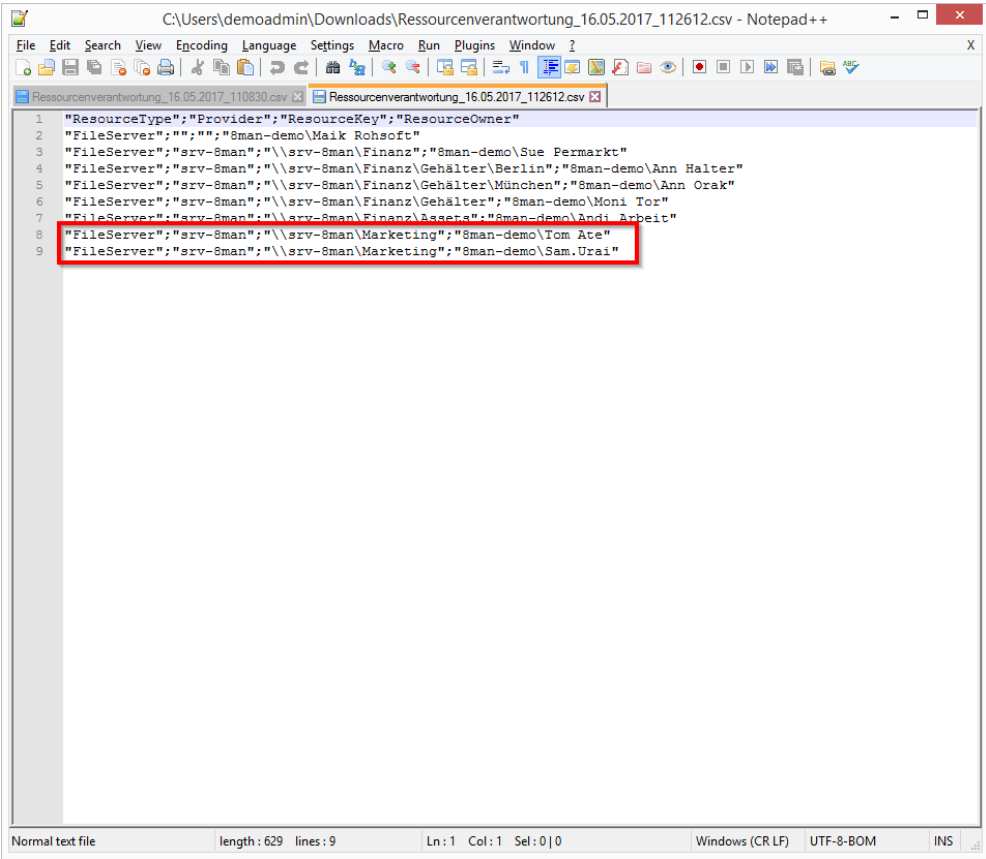 C:\Users\demoadmin\Downloads\Ressourcenverantwortung_16.05.2017_112612.csv - Notepad++
File Edit Search View Encoding Language Settings Macro Run Plugins Window ? X
Ressourcenverantwortung_16.05.2017_110830.csv Ressourcenverantwortung_16.05.2017_112612.csv
1 "ResourceType";"Provider";"ResourceKey";"ResourceOwner"
2 "FileServer";"";"";"8man-demo\Maik Rohsoft"
3 "FileServer";"srv-8man";"\\srv-8man\Finanz";"8man-demo\Sue Permarkt"
4 "FileServer";"srv-8man";"\\srv-8man\Finanz\Gehälter\Berlin";"8man-demo\Ann Halter"
5 "FileServer";"srv-8man";"\\srv-8man\Finanz\Gehälter\München";"8man-demo\Ann Orak"
6 "FileServer";"srv-8man";"\\srv-8man\Finanz\Gehälter";"8man-demo\Moni Tor"
7 "FileServer";"srv-8man";"\\srv-8man\Finanz\Assets";"8man-demo\Andi Arbeit"
8 "FileServer";"srv-8man";"\\srv-8man\Marketing";"8man-demo\Tom Ate"
9 "FileServer";"srv-8man";"\\srv-8man\Marketing";"8man-demo\Sam.Urai"
Normal text file length : 629 lines : 9 Ln : 1 Col : 1 Sel : 0 | 0 Windows (CR LF) UTF-8-BOM INS